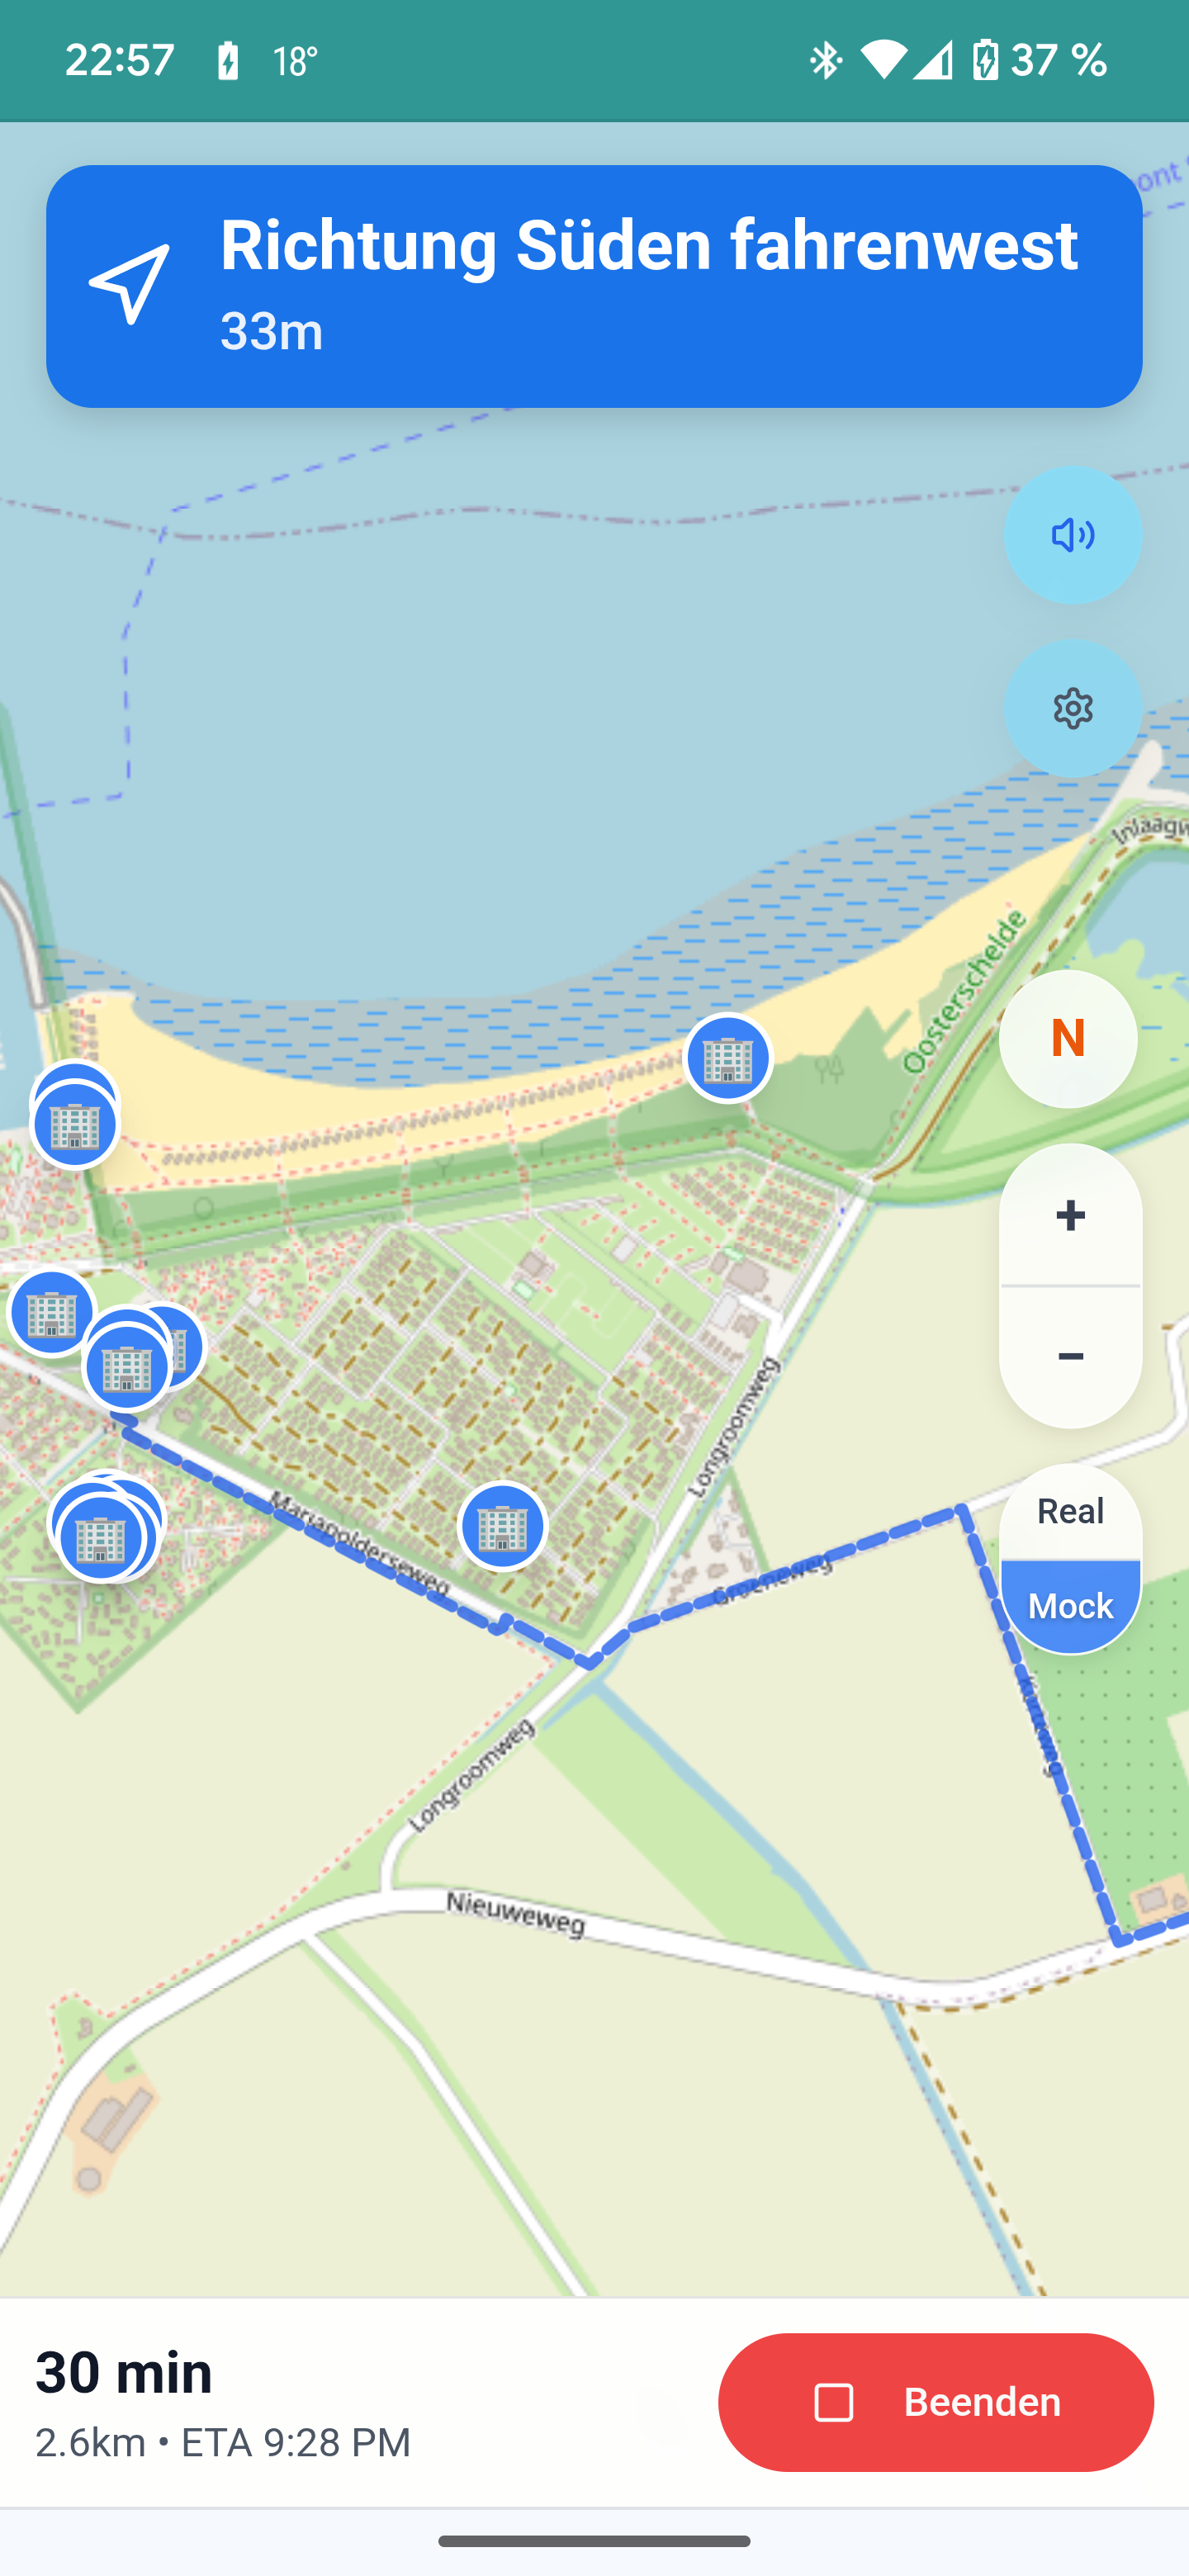 22:57 18° 37 %
Richtung Süden fahrenwest
33m
Inlaagw
Oosterschelde
N
+
−
Longroomweg
Real
Marianolderseweg
Groeneweg
Mock
Longroomweg
Nieuweweg
30 min
2.6km • ETA 9:28 PM
Beenden